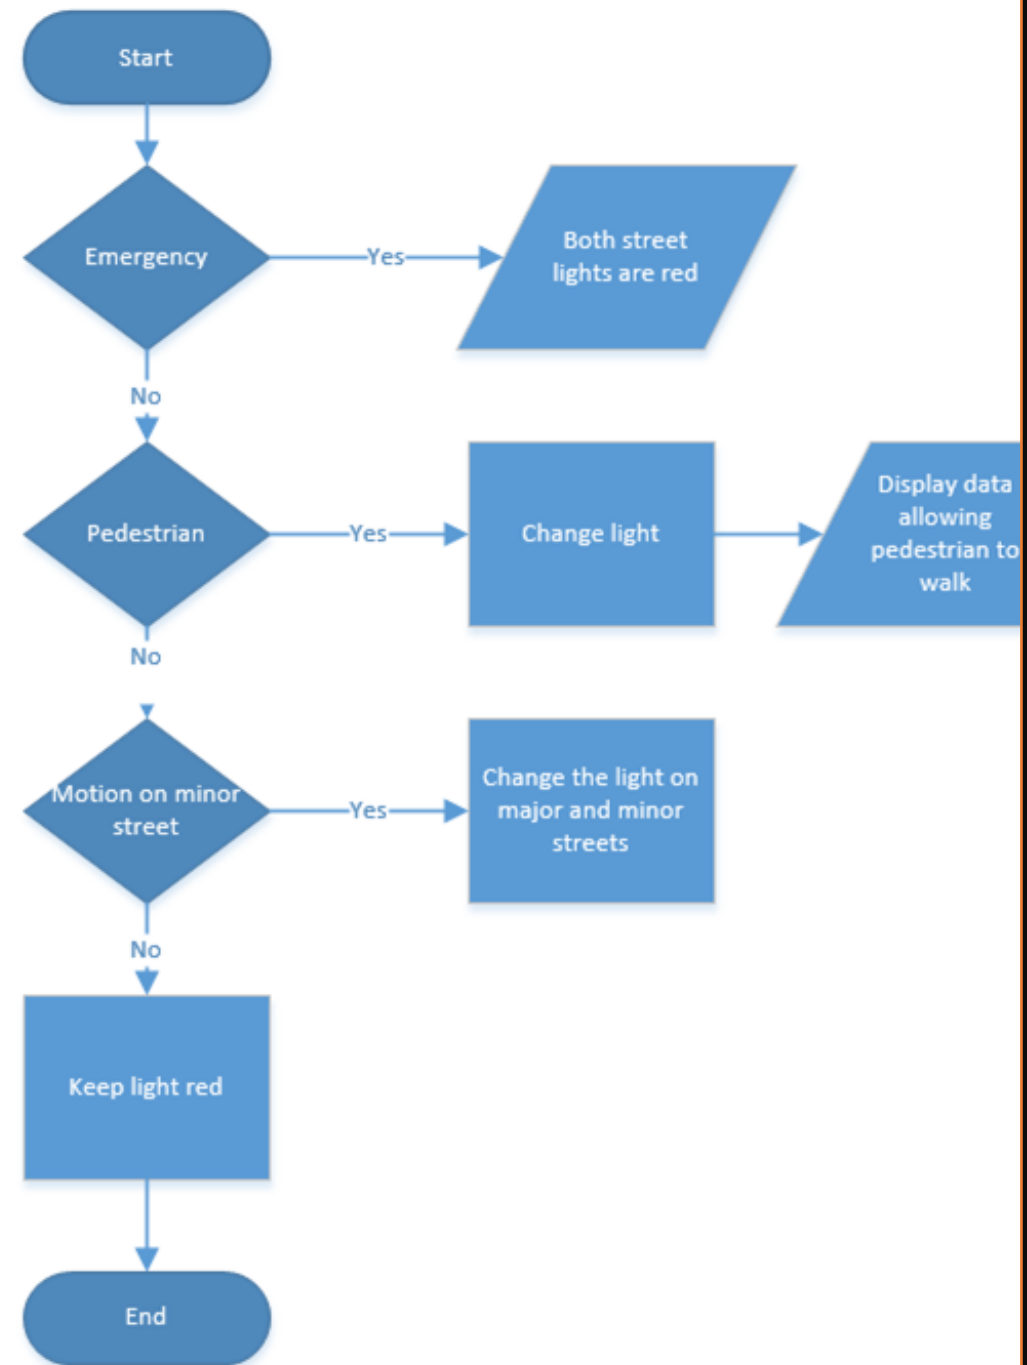 Start
Emergency
Yes
Both street
lights are red
No
Pedestrian
Yes
Change light
Display data
allowing
pedestrian to
walk
No
Motion on minor
street
Yes
Change the light on
major and minor
streets
No
Keep light red
End